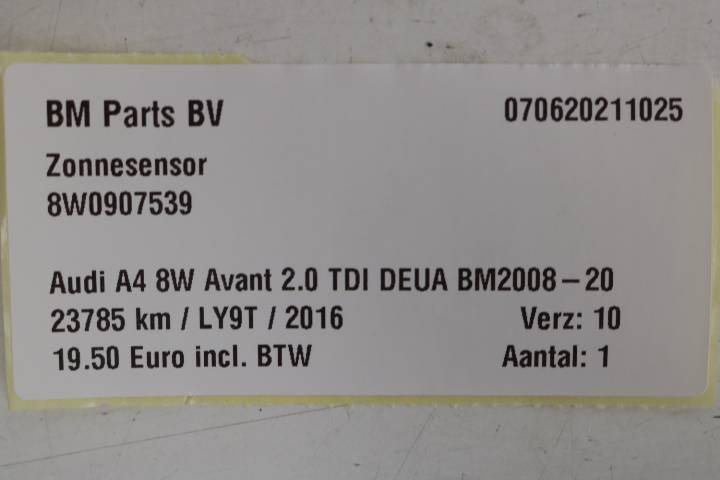 BM Parts BV 070620211025
Zonnesensor
8W0907539
Audi A4 8W Avant 2.0 TDI DEUA BM2008-20
23785 km / LY9T / 2016 Verz: 10
19.50 Euro incl. BTW Aantal: 1